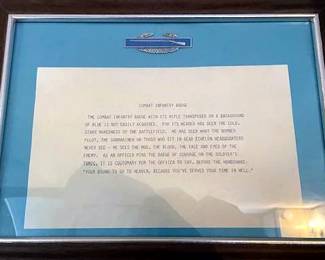 COMBAT INFANTRY BADGE
THE COMBAT INFANTRY BADGE WITH ITS RIFLE TRANSPOSED ON A BACKGROUND
OF BLUE IS NOT EASILY ACQUIRED. FOR ITS WEARER HAS SEEN THE COLD,
STARK NAKEDNESS OF THE BATTLEFIELD. HE HAS SEEN WHAT THE BOMBER
PILOT, THE CANNONEERS OR THOSE WHO SIT IN REAR ECHELON HEADQUARTERS
NEVER SEE - HE SEES THE MUD, THE BLOOD, THE FACE AND EYES OF THE
ENEMY. AS AN OFFICER PINS THE BADGE OF COURAGE ON THE SOLDIER'S
TUNIC, IT IS CUSTOMARY FOR THE OFFICER TO SAY, BEFORE THE HANDSHAKE:
"YOUR BOUND TO GO TO HEAVEN, BECAUSE YOU'VE SERVED YOUR TIME IN HELL."